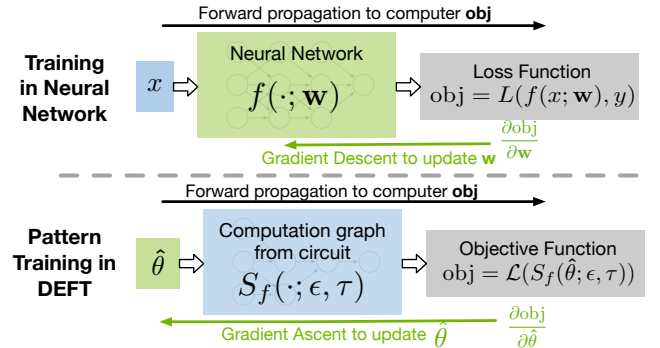 Forward propagation to computer obj
Training
in Neural
Network
x
Neural Network
f(·; w)
Loss Function
obj = L(f(x; w), y)
Gradient Descent to update w
∂obj
∂w
Forward propagation to computer obj
Pattern
Training in
DEFT
θ̂
Computation graph
from circuit
S_f(·; ϵ, τ)
Objective Function
obj = ℒ(S_f(θ̂; ϵ, τ))
Gradient Ascent to update θ̂
∂obj
∂θ̂